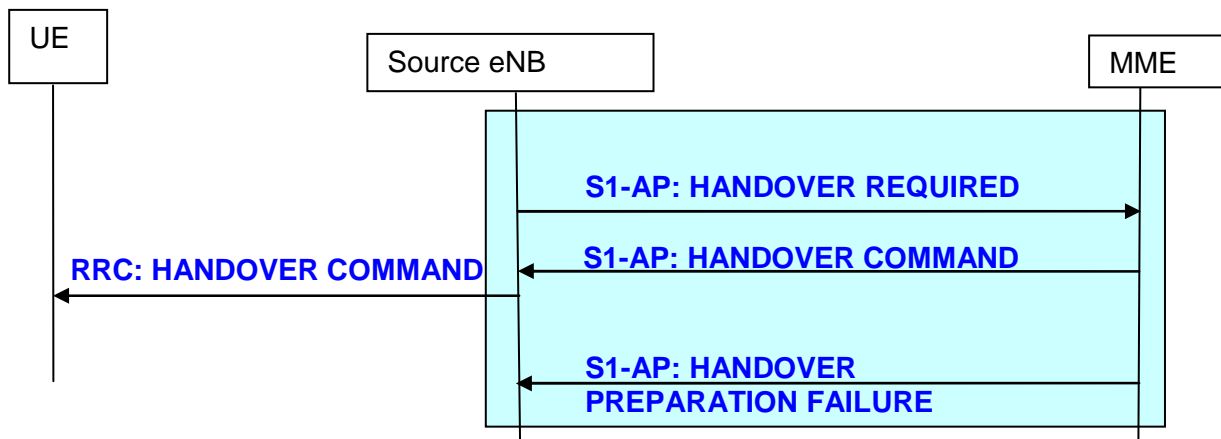 UE
Source eNB
MME
S1-AP: HANDOVER REQUIRED
S1-AP: HANDOVER COMMAND
RRC: HANDOVER COMMAND
S1-AP: HANDOVER
PREPARATION FAILURE